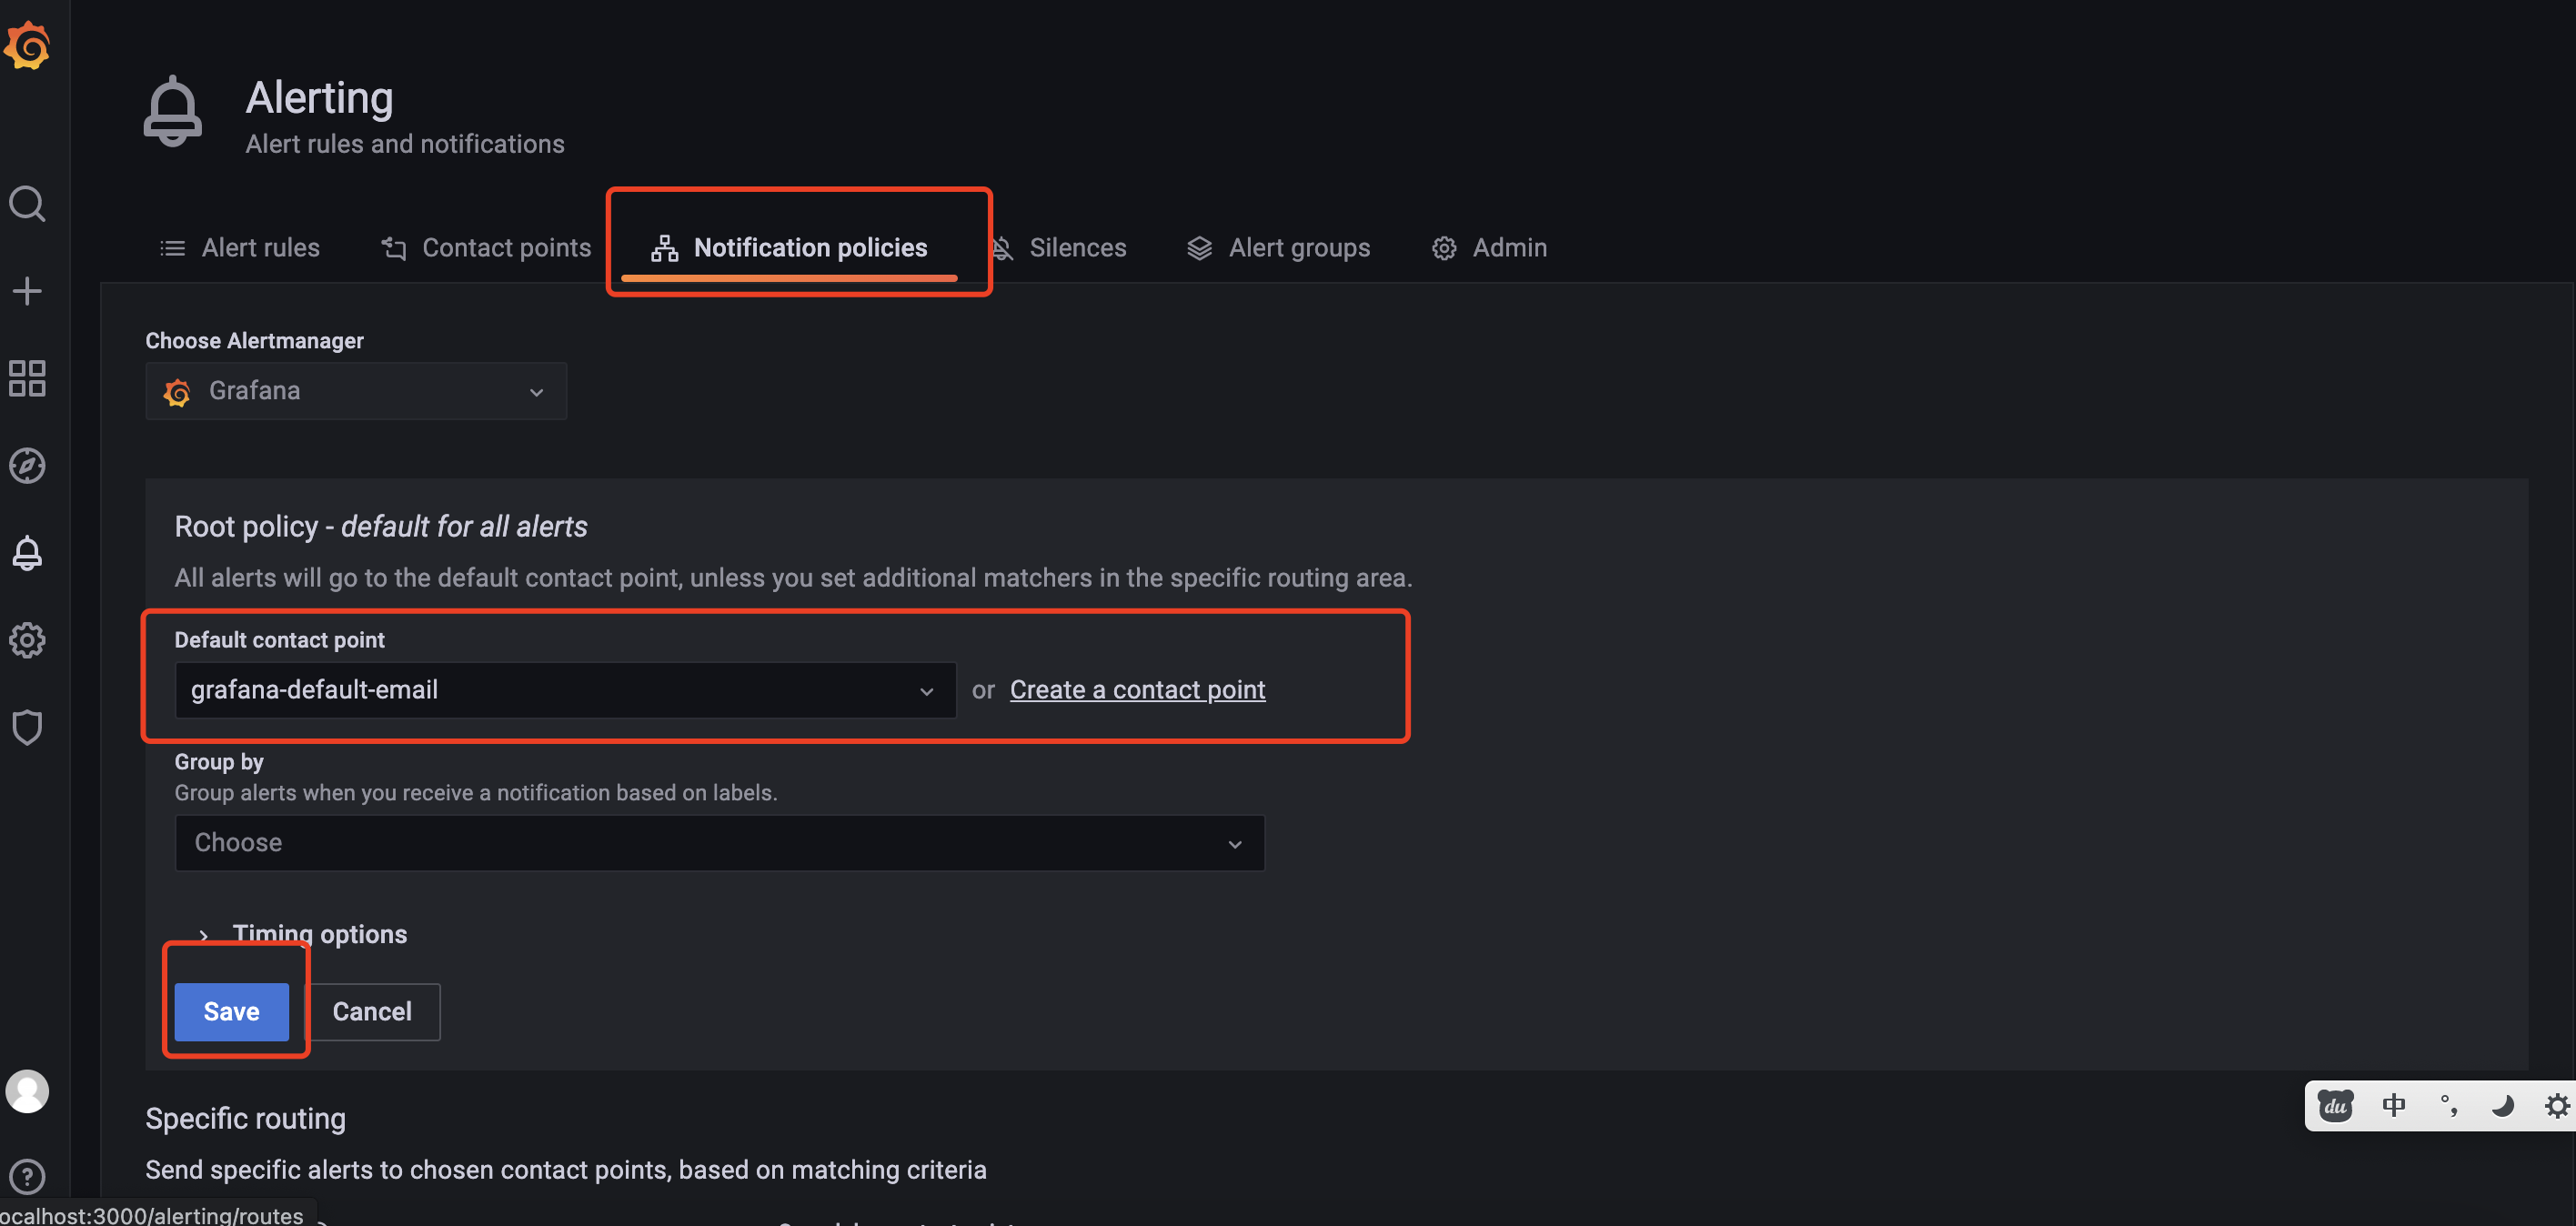 Alerting
Alert rules and notifications
Alert rules
Contact points
Notification policies
Silences
Alert groups
Admin
Choose Alertmanager
Grafana
Root policy - default for all alerts
All alerts will go to the default contact point, unless you set additional matchers in the specific routing area.
Default contact point
grafana-default-email
or Create a contact point
Group by
Group alerts when you receive a notification based on labels.
Choose
Timing options
Save
Cancel
du 中 °,
Specific routing
Send specific alerts to chosen contact points, based on matching criteria
ocalhost:3000/alerting/routes